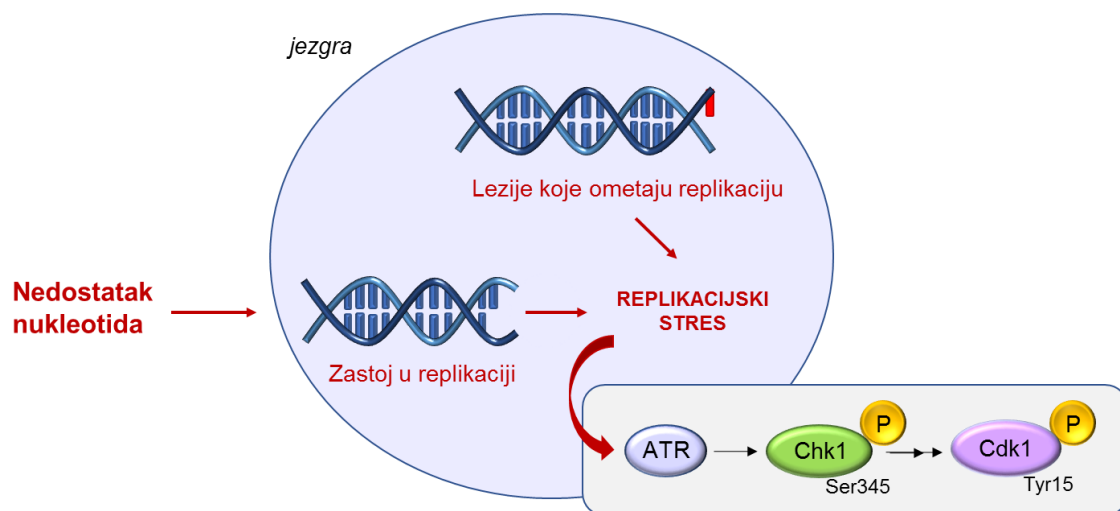 jezgra
Lezije koje ometaju replikaciju
Nedostatak
nukleotida
REPLIKACIJSKI
STRES
Zastoj u replikaciji
P
P
ATR
Chk1
Cdk1
Ser345
Tyr15